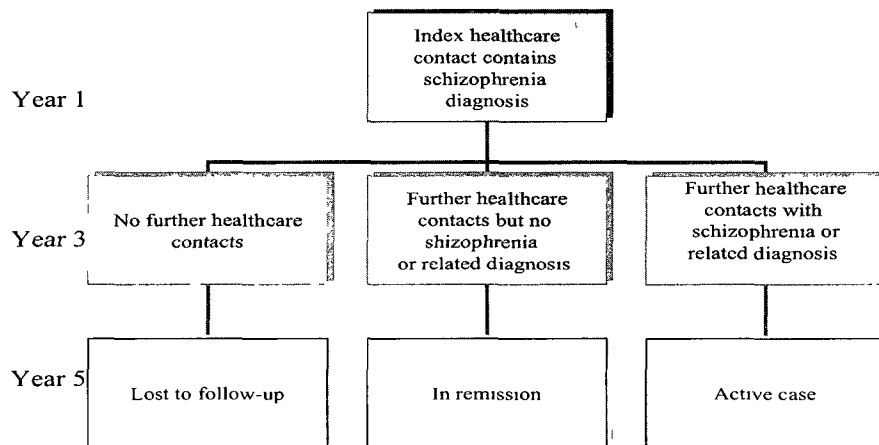 Index healthcare
contact contains
schizophrenia
diagnosis
Year 1
No further healthcare
contacts
Further healthcare
contacts but no
shizophrenia
or related diagnosis
Further healthcare
contacts with
schizophrenia or
related diagnosis
Year 3
Lost to follow-up
In remission
Active case
Year 5